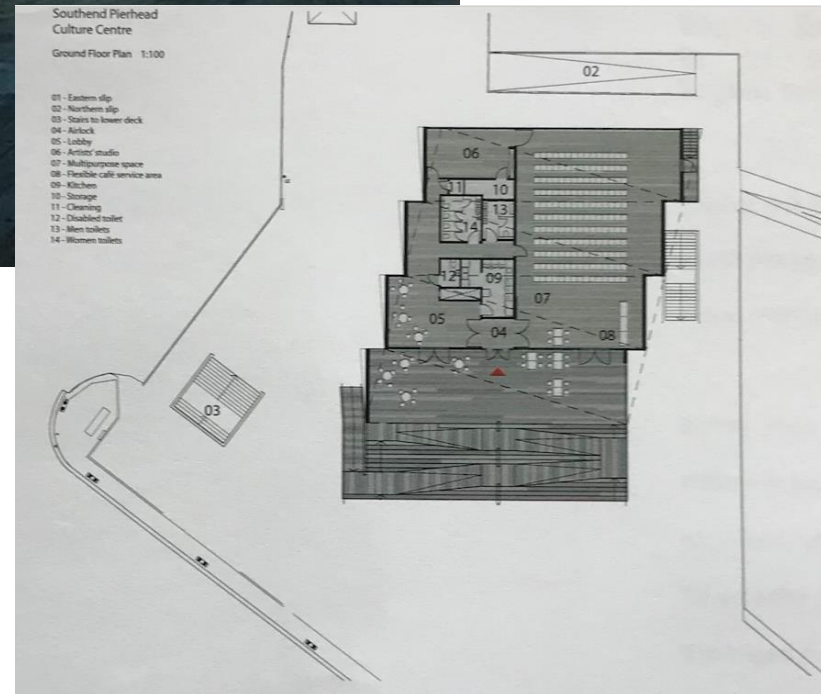 Southend Pierhead
Culture Centre
Ground Floor Plan 1:100
01 - Eastern slip
02 - Northern slip
03 - Stairs to lower deck
04 - Airlock
05 - Lobby
06 - Artists' studio
07 - Multipurpose space
08 - Flexible café service area
09 - Kitchen
10 - Storage
11 - Cleaning
12 - Disabled toilet
13 - Men toilets
14 - Women toilets
02
06
11
10
13
14
12
09
07
05
04
08
03